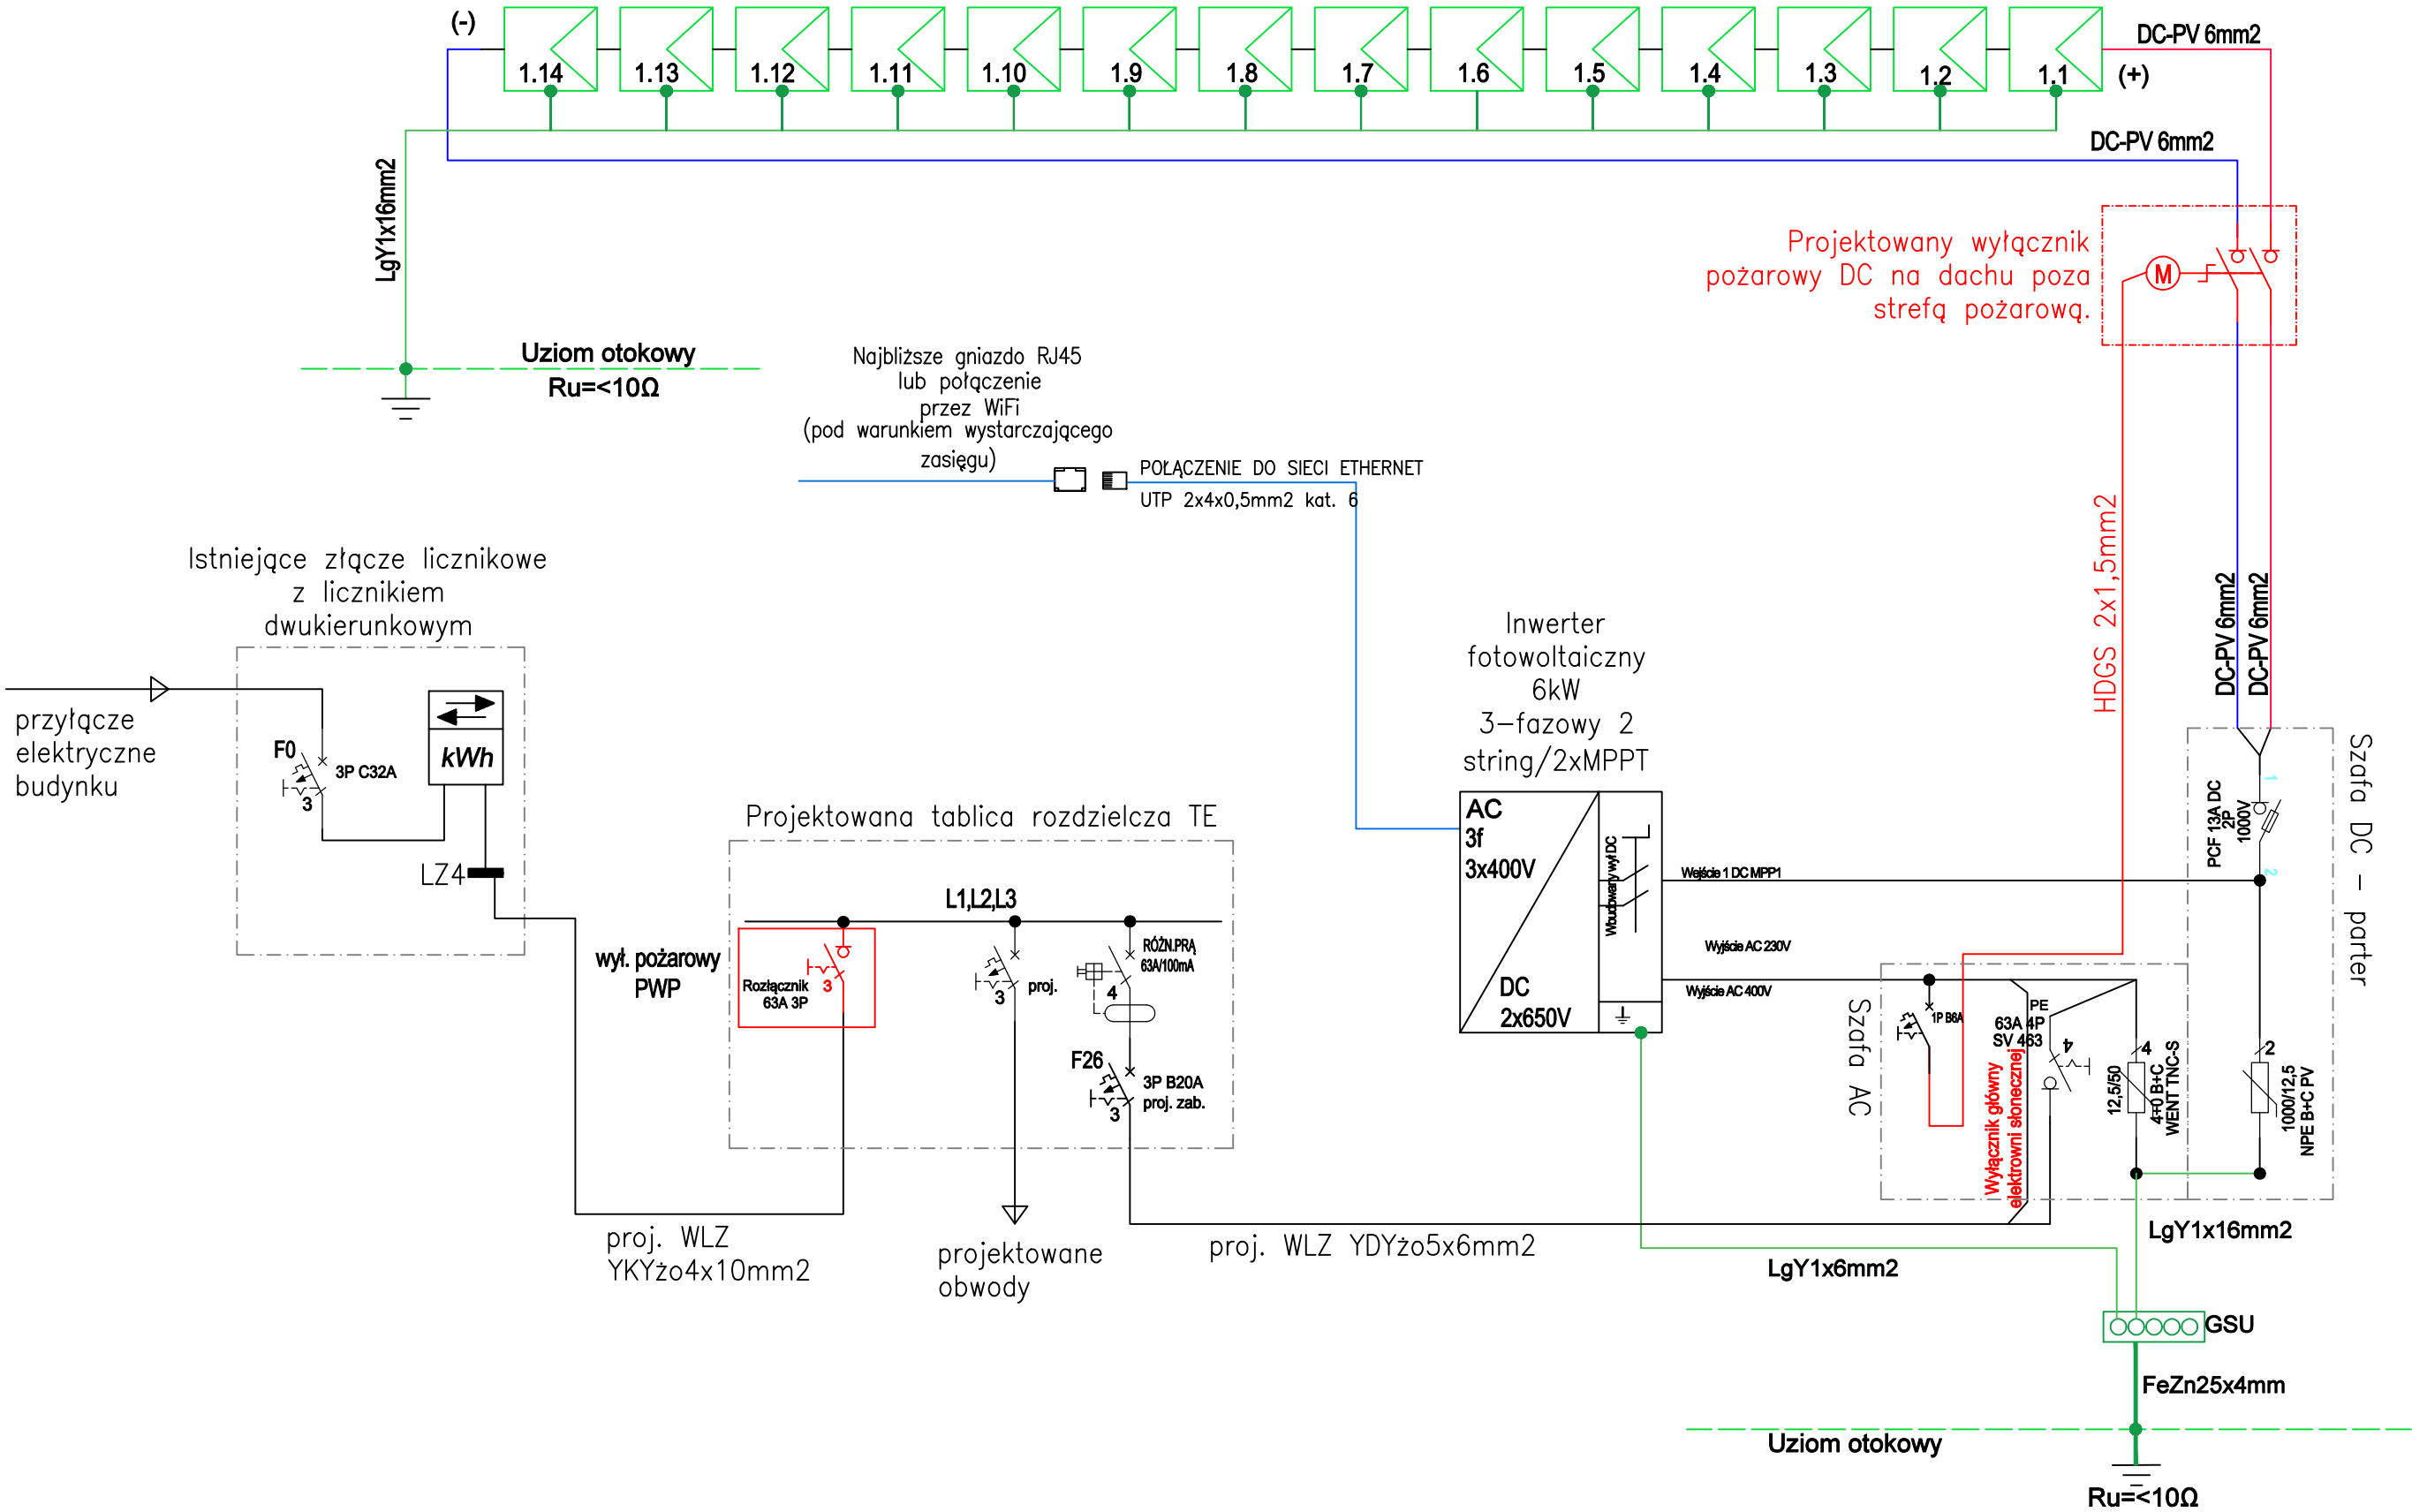 (-)
1.14
1.13
1.12
1.11
1.10
1.9
1.8
1.7
1.6
1.5
1.4
1.3
1.2
1.1
(+)
DC-PV 6mm2
DC-PV 6mm2
LgY1x16mm2
Projektowany wyłącznik
pożarowy DC na dachu poza
strefą pożarową.
M
Uziom otokowy
Ru=<10Ω
Najbliższe gniazdo RJ45
lub połączenie
przez WiFi
(pod warunkiem wystarczającego
zasięgu)
POŁĄCZENIE DO SIECI ETHERNET
UTP 2x4x0,5mm2 kat. 6
HDGS 2x1,5mm2
DC-PV 6mm2
DC-PV 6mm2
Istniejące złącze licznikowe
z licznikiem
dwukierunkowym
przyłącze
elektryczne
budynku
F0
3P C32A
3
kWh
LZ4
Inwerter
fotowoltaiczny
6kW
3-fazowy 2
string/2xMPPT
AC
3f
3x400V
DC
2x650V
Wbudowany wył DC
Wejście 1 DC MPP1
Wyjście AC 230V
Wyjście AC 400V
Szafa DC - parter
1
PCF 13A DC
2P
1000V
2
Projektowana tablica rozdzielcza TE
L1,L2,L3
wył. pożarowy
PWP
Rozłącznik
63A 3P
3
3
proj.
RÓŻN.PRĄ
63A/100mA
4
F26
3P B20A
proj. zab.
3
Szafa AC
1P B6A
PE
63A 4P
SV 463
4
Wyłącznik główny
elektrowni słonecznej
4
12,5/50
4+0 B+C
WENT TNC-S
2
1000/12,5
NPE B+C PV
proj. WLZ
YKYżo4x10mm2
projektowane
obwody
proj. WLZ YDYżo5x6mm2
LgY1x6mm2
LgY1x16mm2
GSU
FeZn25x4mm
Uziom otokowy
Ru=<10Ω